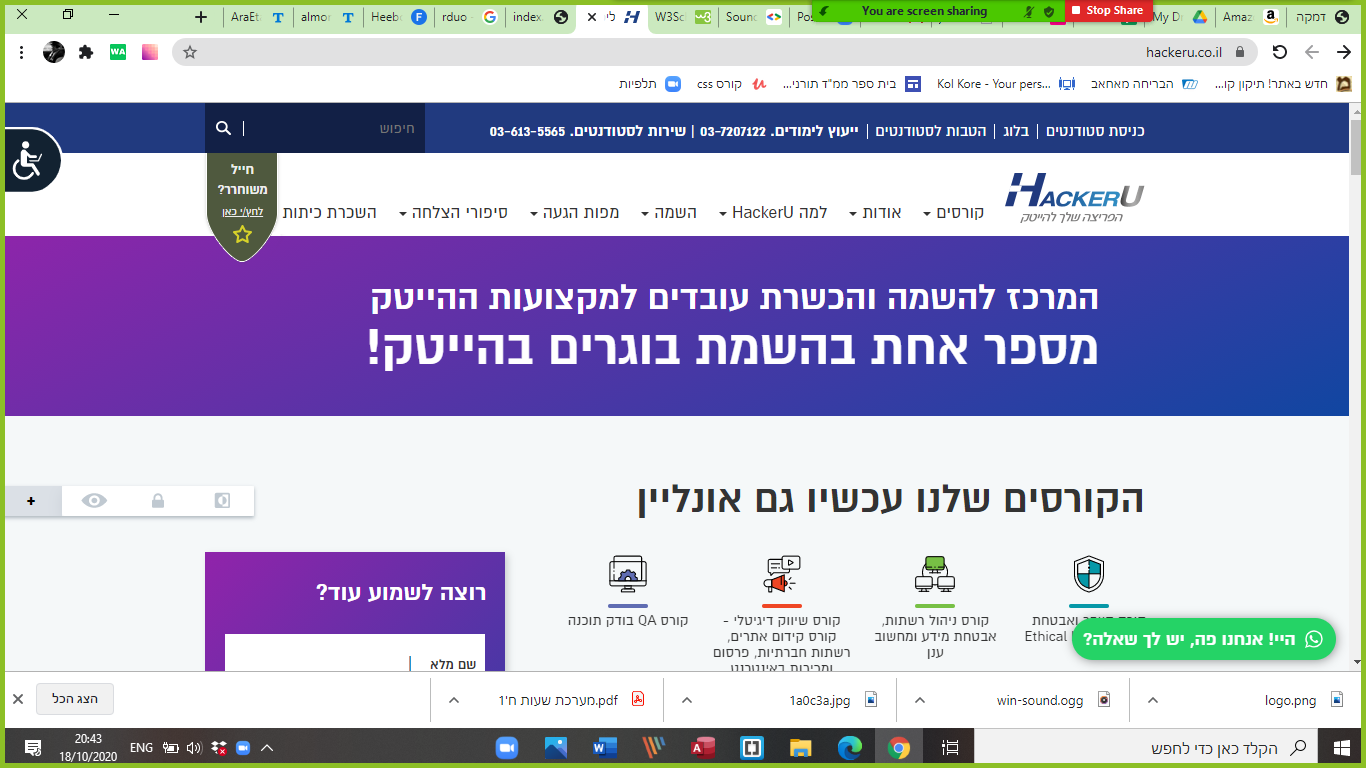 AraEt
almor
Heebo
rduo -
index.
לי
W3Sc
Sound
Pos
You are screen sharing
Stop Share
My D
Amaz
דמקה
WA
hackeru.co.il
חדש באתר! תיקון קו...
הבריחה מאחאב
Kol Kore - Your pers...
בית ספר ממ"ד תורני...
קורס css
תלפיות
כניסת סטודנטים | בלוג | הטבות לסטודנטים | ייעוץ לימודים. 03-7207122 | שירות לסטודנטים. 03-613-5565
חיפוש
HACKERU
הפריצה שלך להייטק
קורסים
אודות
למה HackerU
השמה
מפות הגעה
סיפורי הצלחה
השכרת כיתות
חייל
משוחרר?
לחץ/י כאן
המרכז להשמה והכשרת עובדים למקצועות ההייטק
מספר אחת בהשמת בוגרים בהייטק!
הקורסים שלנו עכשיו גם אונליין
קורס סייבר ואבטחת
Ethical
קורס ניהול רשתות,
אבטחת מידע ומחשוב
ענן
קורס שיווק דיגיטלי -
קורס קידום אתרים,
רשתות חברתיות, פרסום
ומכירות באינטרנט
קורס QA בודק תוכנה
רוצה לשמוע עוד?
שם מלא
היי! אנחנו פה, יש לך שאלה?
logo.png
win-sound.ogg
1a0c3a.jpg
מערכת שעות ח'1.pdf
הצג הכל
הקלד כאן כדי לחפש
ENG
20:43
18/10/2020